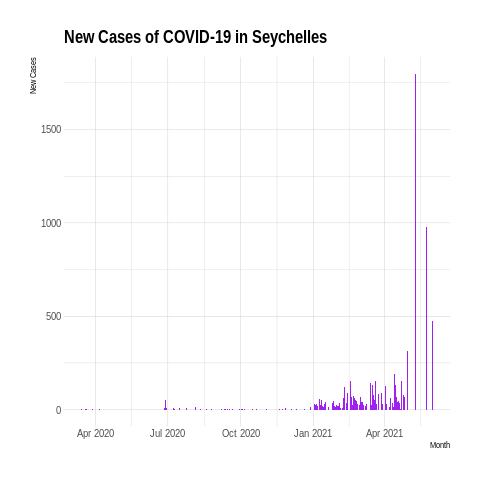 New Cases of COVID-19 in Seychelles
New Cases
1500
1000
500
0
Apr 2020 Jul 2020 Oct 2020 Jan 2021 Apr 2021
Month